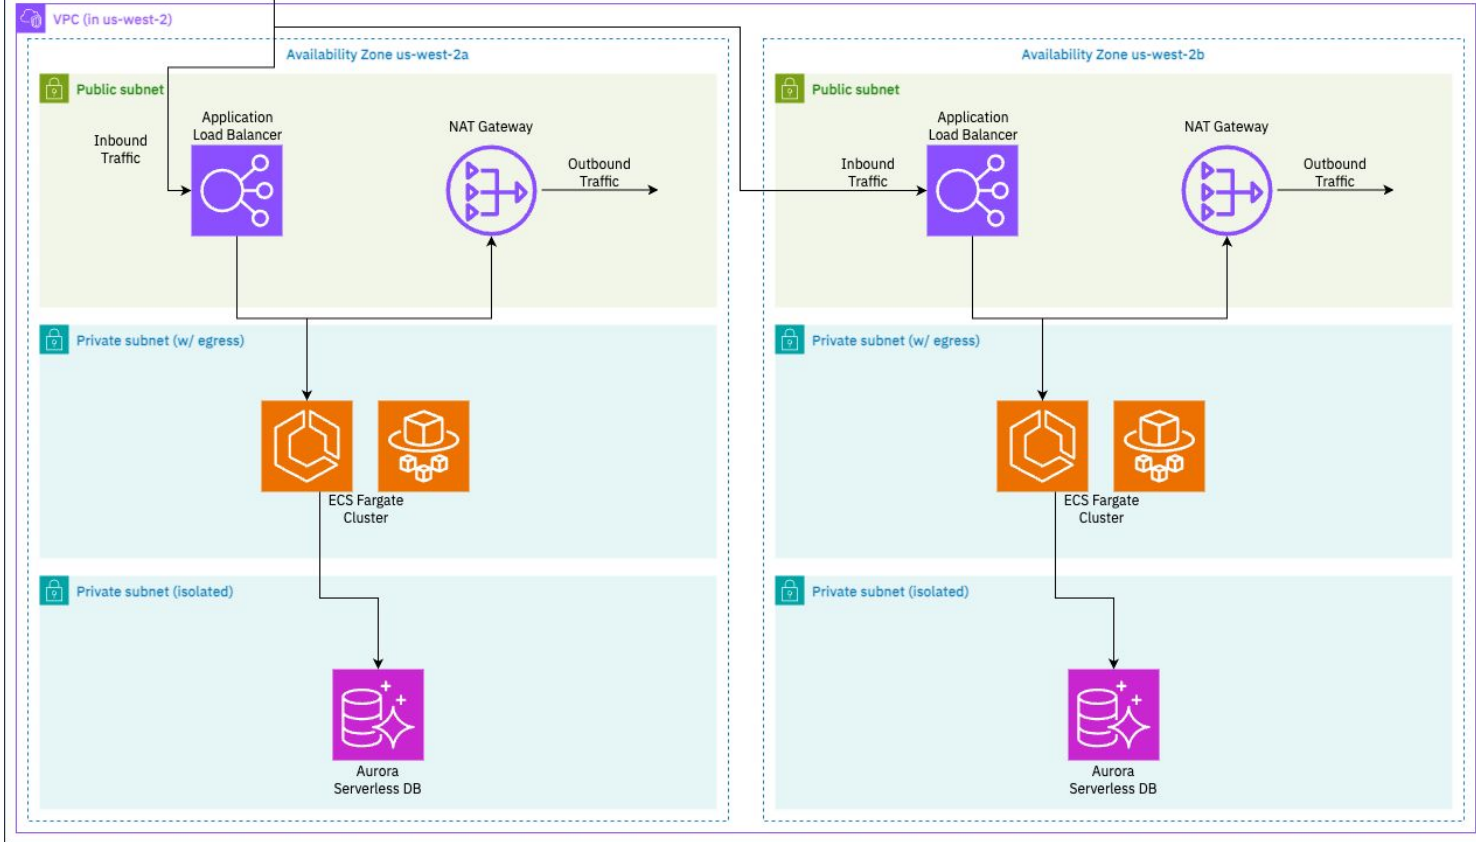 VPC (in us-west-2)
Availability Zone us-west-2a
Public subnet
Inbound
Traffic
Application
Load Balancer
NAT Gateway
Outbound
Traffic
Private subnet (w/ egress)
ECS Fargate
Cluster
Private subnet (isolated)
Aurora
Serverless DB
Availability Zone us-west-2b
Public subnet
Inbound
Traffic
Application
Load Balancer
NAT Gateway
Outbound
Traffic
Private subnet (w/ egress)
ECS Fargate
Cluster
Private subnet (isolated)
Aurora
Serverless DB